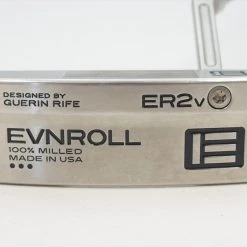 DESIGNED BY
GUERIN RIFE
ER2v
EVNROLL
100% MILLED
MADE IN USA